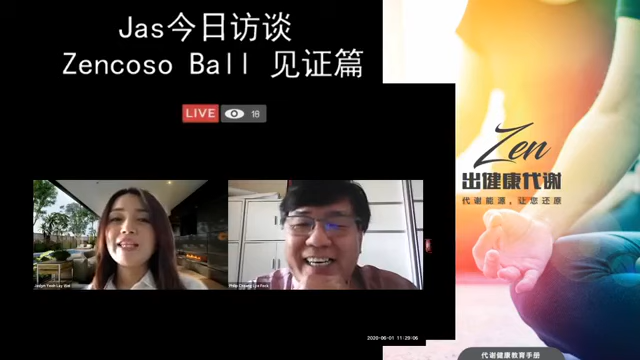 Jas今日访谈
Zencoso Ball 见证篇
LIVE 18
Zen
出健康代谢
代谢能源，让您还原
2020-06-01 11:29:06
代谢健康教育手册